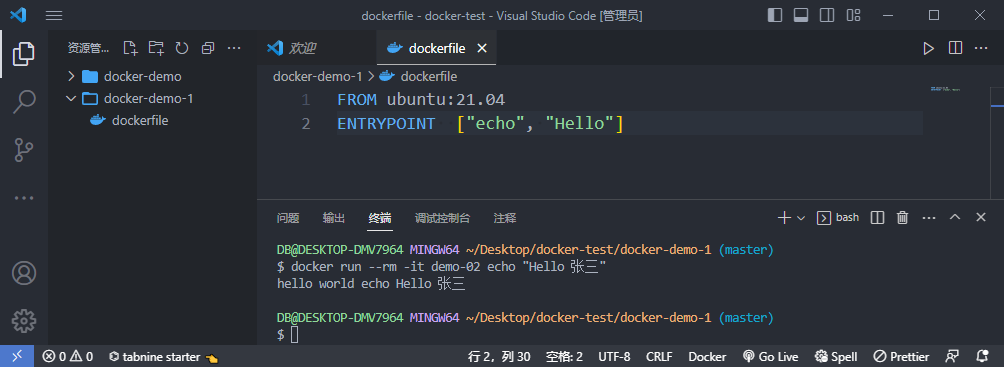 dockerfile - docker-test - Visual Studio Code [管理员]
资源管...
欢迎
dockerfile
docker-demo
docker-demo-1
dockerfile
docker-demo-1 > dockerfile
1 FROM ubuntu:21.04
2 ENTRYPOINT ["echo", "Hello"]
问题 输出 终端 调试控制台 注释
bash
DB@DESKTOP-DMV7964 MINGW64 ~/Desktop/docker-test/docker-demo-1 (master)
$ docker run --rm -it demo-02 echo "Hello 张三"
hello world echo Hello 张三
DB@DESKTOP-DMV7964 MINGW64 ~/Desktop/docker-test/docker-demo-1 (master)
$
0 0 tabnine starter 行 2，列 30 空格: 2 UTF-8 CRLF Docker Go Live Spell Prettier